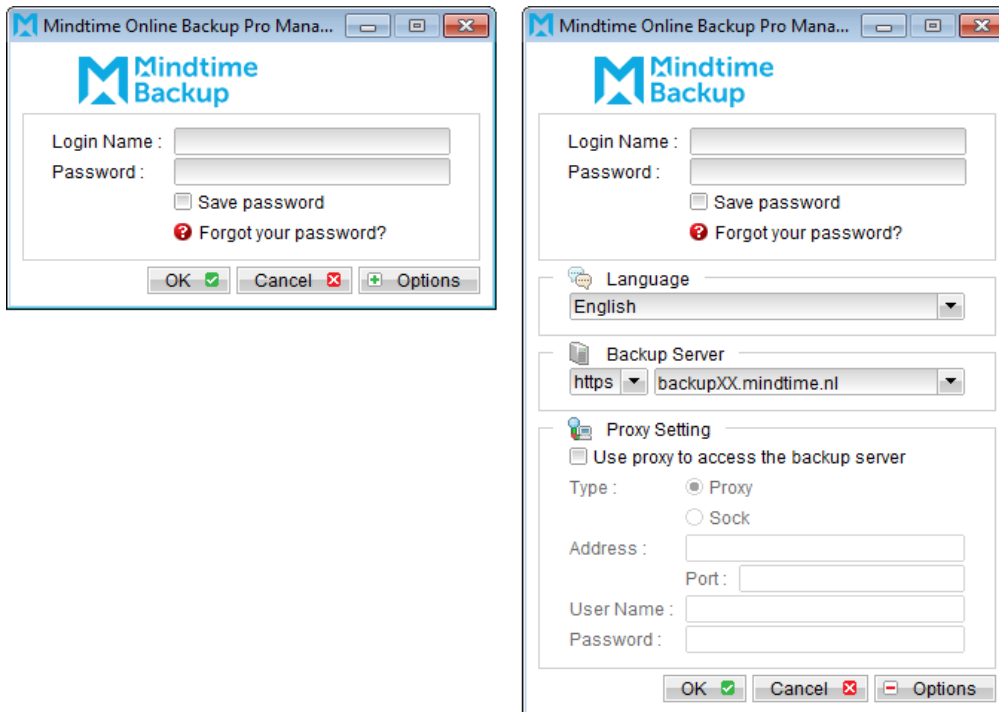 Mindtime Online Backup Pro Mana...
Mindtime
Backup
Login Name :
Password :
Save password
Forgot your password?
OK Cancel Options
Mindtime Online Backup Pro Mana...
Mindtime
Backup
Login Name :
Password :
Save password
Forgot your password?
Language
English
Backup Server
https backupXX.mindtime.nl
Proxy Setting
Use proxy to access the backup server
Type : Proxy
Sock
Address :
Port :
User Name :
Password :
OK Cancel Options